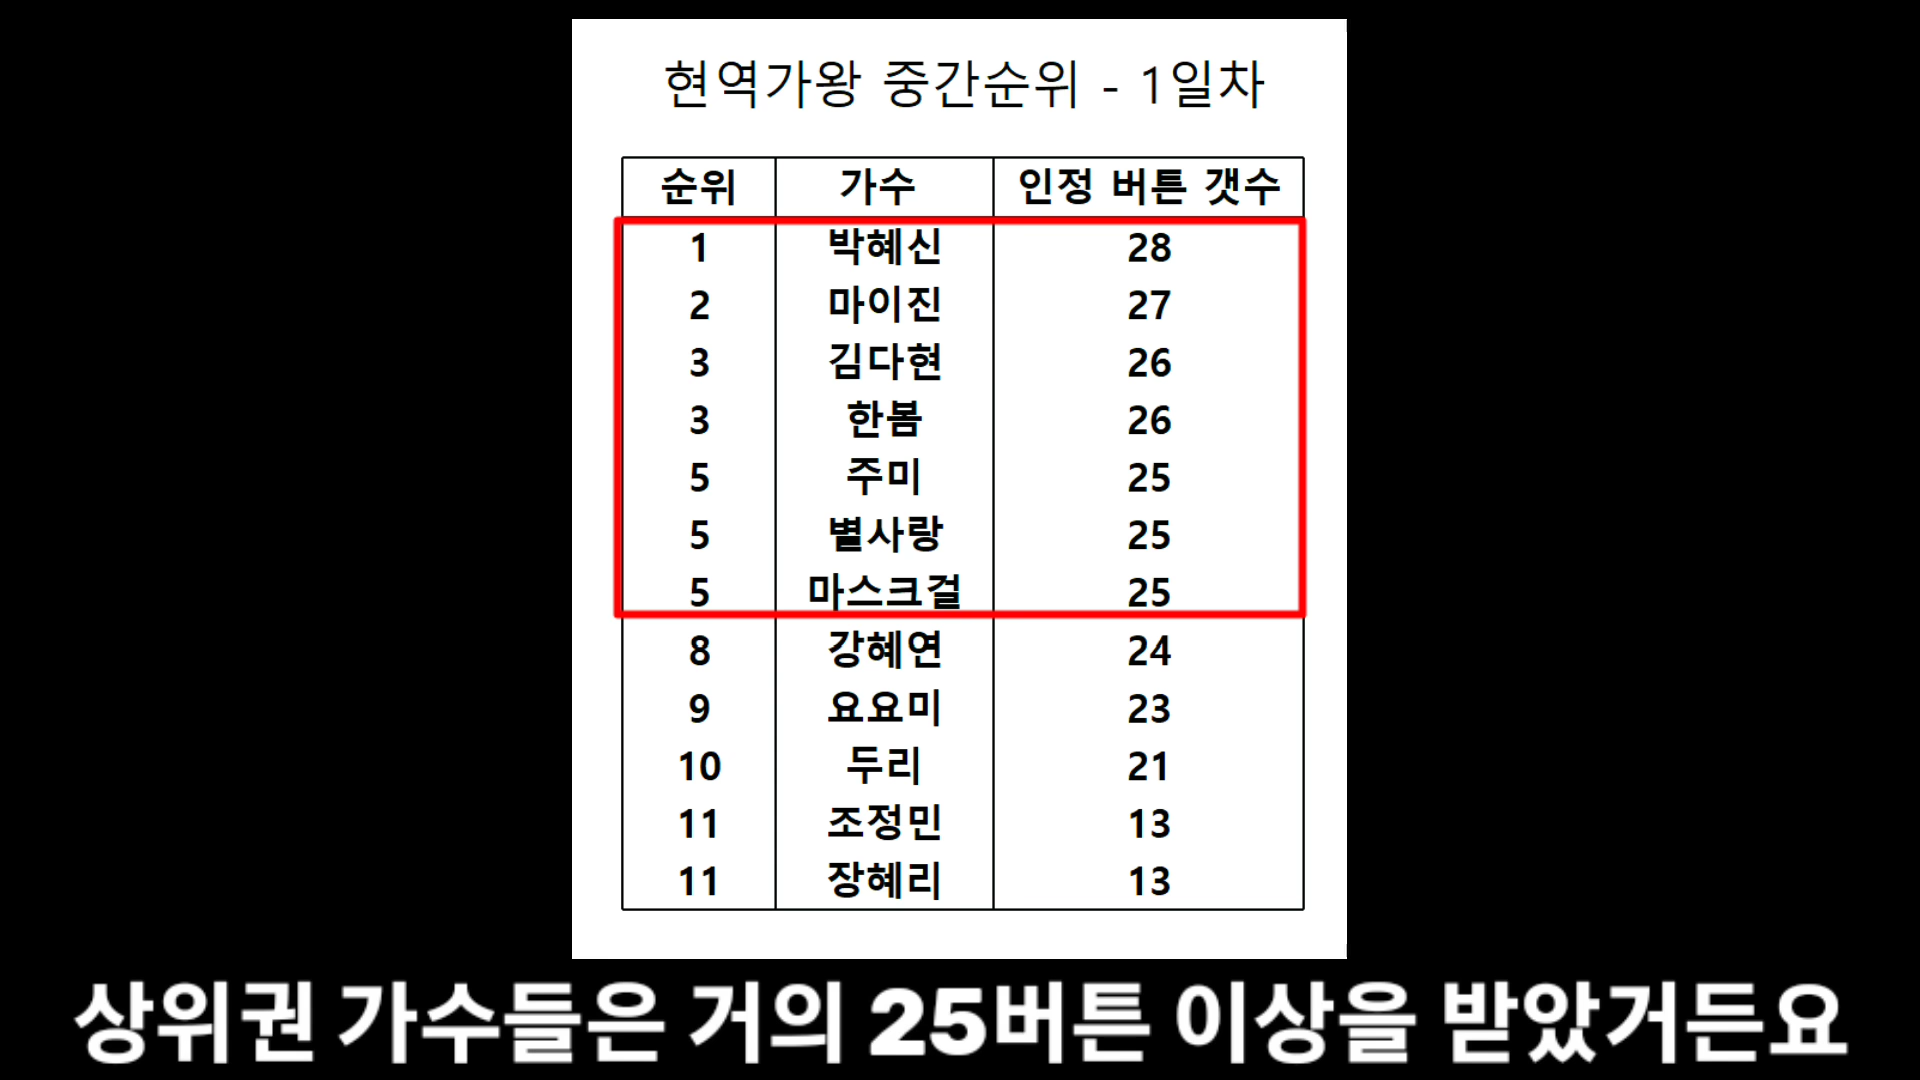 현역가왕 중간순위 - 1일차
순위 가수 인정 버튼 갯수
1 박혜신 28
2 마이진 27
3 김다현 26
3 한봄 26
5 주미 25
5 별사랑 25
5 마스크걸 25
8 강혜연 24
9 요요미 23
10 두리 21
11 조정민 13
11 장혜리 13
상위권 가수들은 거의 25버튼 이상을 받았거든요